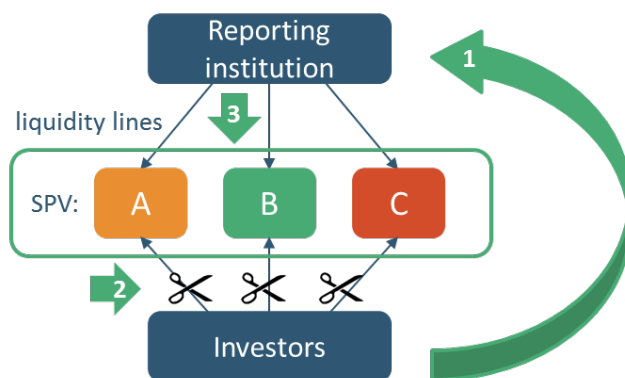 Reporting
institution
1
3
liquidity lines
SPV:
A
B
C
2
Investors